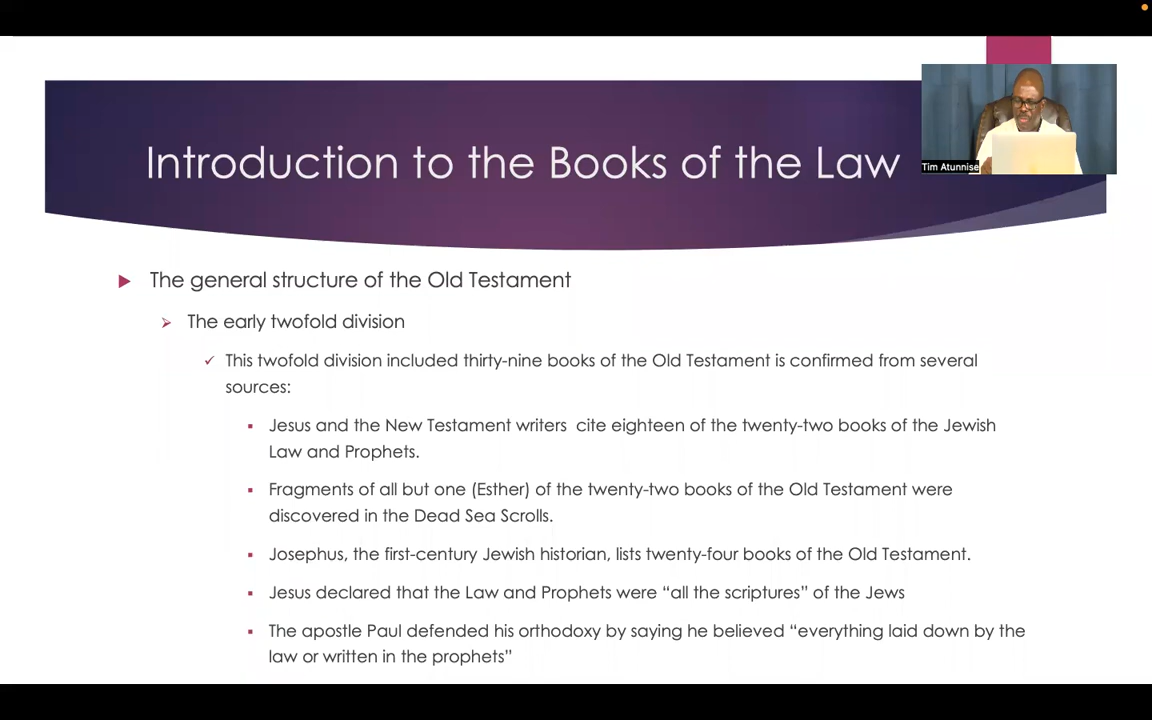 Introduction to the Books of the Law
Tim Atunnise
The general structure of the Old Testament
The early twofold division
This twofold division included thirty-nine books of the Old Testament is confirmed from several
sources:
Jesus and the New Testament writers cite eighteen of the twenty-two books of the Jewish
Law and Prophets.
Fragments of all but one (Esther) of the twenty-two books of the Old Testament were
discovered in the Dead Sea Scrolls.
Josephus, the first-century Jewish historian, lists twenty-four books of the Old Testament.
Jesus declared that the Law and Prophets were “all the scriptures” of the Jews
The apostle Paul defended his orthodoxy by saying he believed “everything laid down by the
law or written in the prophets”